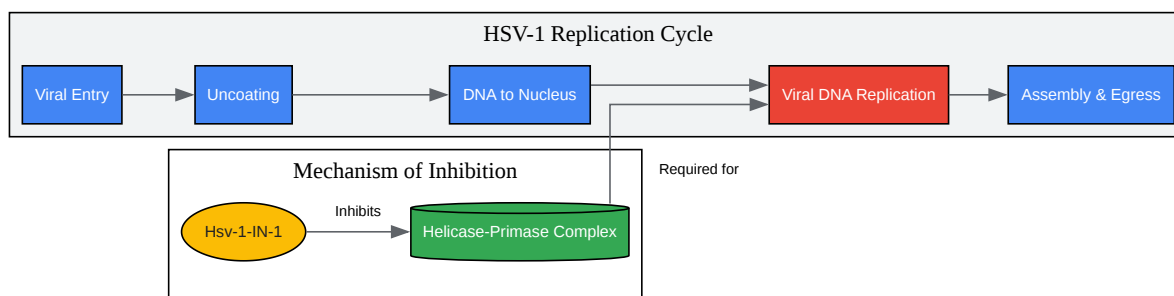 HSV-1 Replication Cycle
Viral Entry
Uncoating
DNA to Nucleus
Viral DNA Replication
Assembly & Egress
Mechanism of Inhibition
Required for
Hsv-1-IN-1
Inhibits
Helicase-Primase Complex